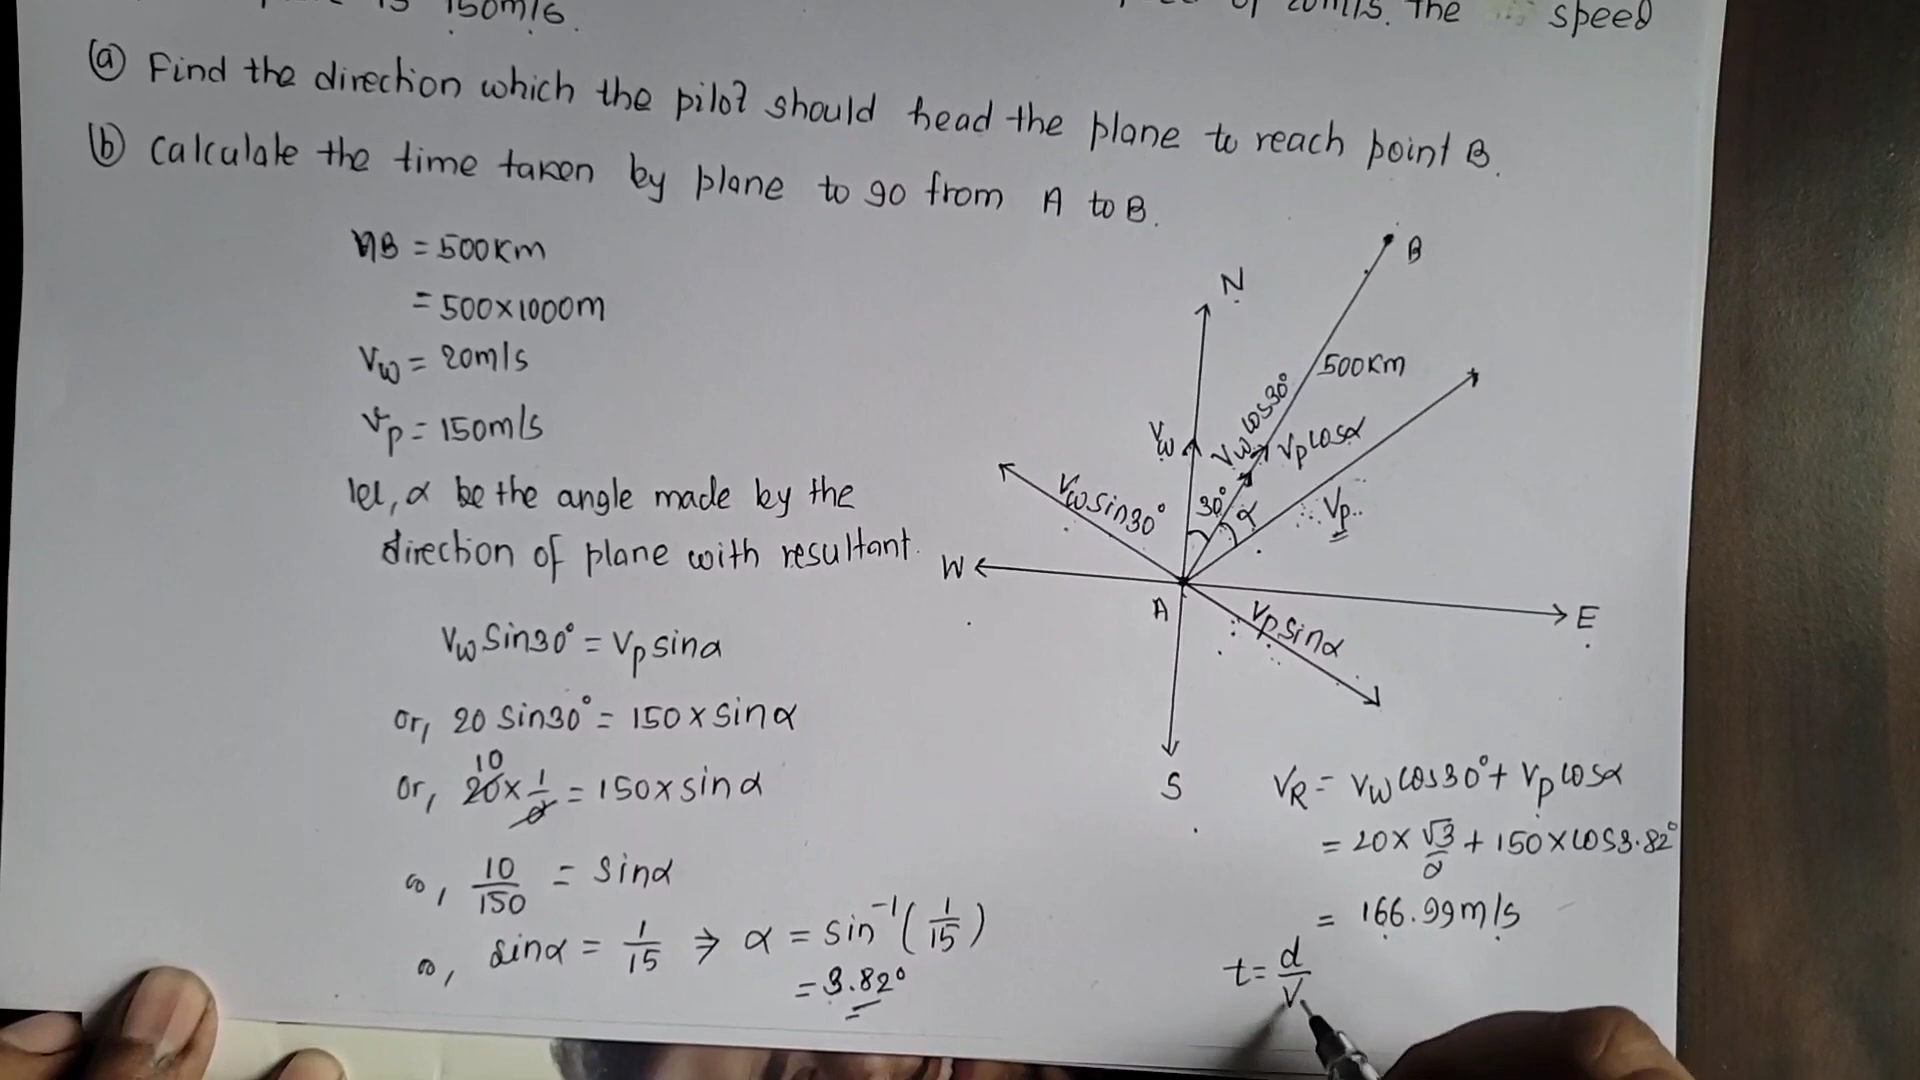 150m/s.
of 20m/s. The speed
(a) Find the direction which the pilot should head the plane to reach point B.
(b) Calculate the time taken by plane to go from A to B.
AB = 500km
= 500×1000m
Vw = 20m/s
Vp = 150m/s
let, α be the angle made by the
direction of plane with resultant.
Vw Sin30° = Vp sinα
or, 20 Sin30° = 150 × sinα
10
or, 20 × 1/2 = 150 × sinα
or, 10/150 = Sinα
or, sinα = 1/15 ⇒ α = sin⁻¹(1/15)
= 3.82°
N
B
500km
Vw cos30°
Vw
Vp cosα
Vw sin30°
30°
α
Vp
W
A
E
Vp sinα
S
VR = Vw cos30° + Vp cosα
= 20 × √3/2 + 150 × cos3.82°
= 166.99m/s
t = d/V